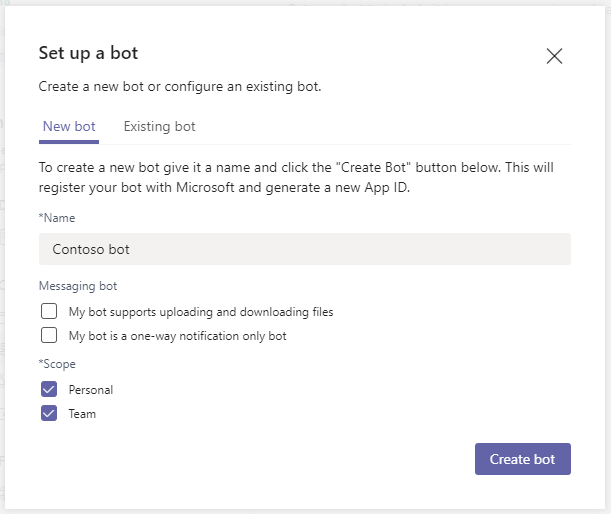 Set up a bot
Create a new bot or configure an existing bot.
New bot
Existing bot
To create a new bot give it a name and click the "Create Bot" button below. This will
register your bot with Microsoft and generate a new App ID.
*Name
Contoso bot
Messaging bot
My bot supports uploading and downloading files
My bot is a one-way notification only bot
*Scope
Personal
Team
Create bot